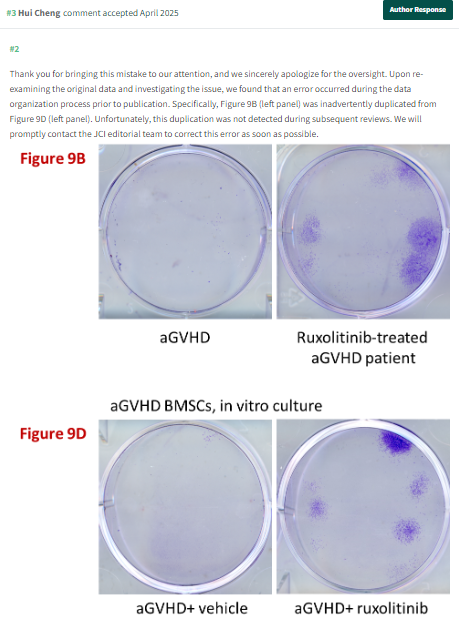 #3 Hui Cheng comment accepted April 2025
Author Response
#2
Thank you for bringing this mistake to our attention, and we sincerely apologize for the oversight. Upon re-
examining the original data and investigating the issue, we found that an error occurred during the data
organization process prior to publication. Specifically, Figure 9B (left panel) was inadvertently duplicated from
Figure 9D (left panel). Unfortunately, this duplication was not detected during subsequent reviews. We will
promptly contact the JCI editorial team to correct this error as soon as possible.
Figure 9B
aGVHD
Ruxolitinib-treated
aGVHD patient
aGVHD BMSCs, in vitro culture
Figure 9D
aGVHD+ vehicle
aGVHD+ ruxolitinib